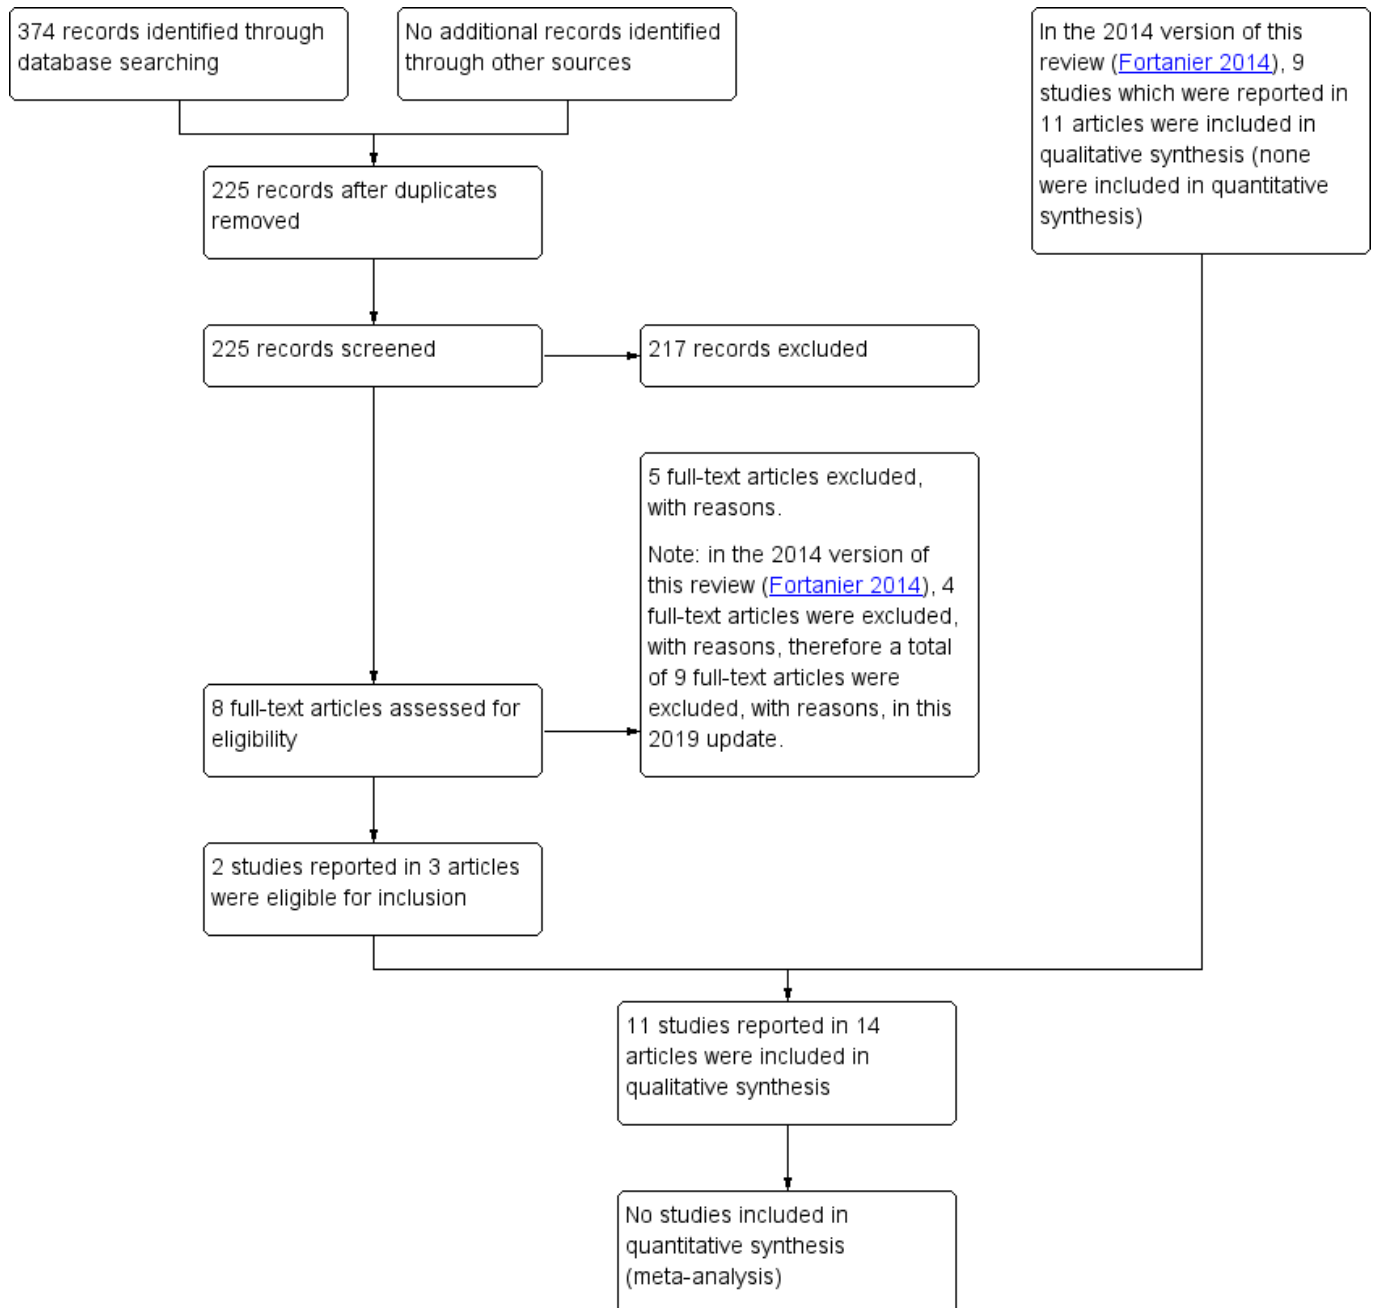 374 records identified through
database searching
No additional records identified
through other sources
In the 2014 version of this
review (Fortanier 2014), 9
studies which were reported in
11 articles were included in
qualitative synthesis (none
were included in quantitative
synthesis)
225 records after duplicates
removed
225 records screened
217 records excluded
5 full-text articles excluded,
with reasons.
Note: in the 2014 version of
this review (Fortanier 2014), 4
full-text articles were excluded,
with reasons, therefore a total
of 9 full-text articles were
excluded, with reasons, in this
2019 update.
8 full-text articles assessed for
eligibility
2 studies reported in 3 articles
were eligible for inclusion
11 studies reported in 14
articles were included in
qualitative synthesis
No studies included in
quantitative synthesis
(meta-analysis)